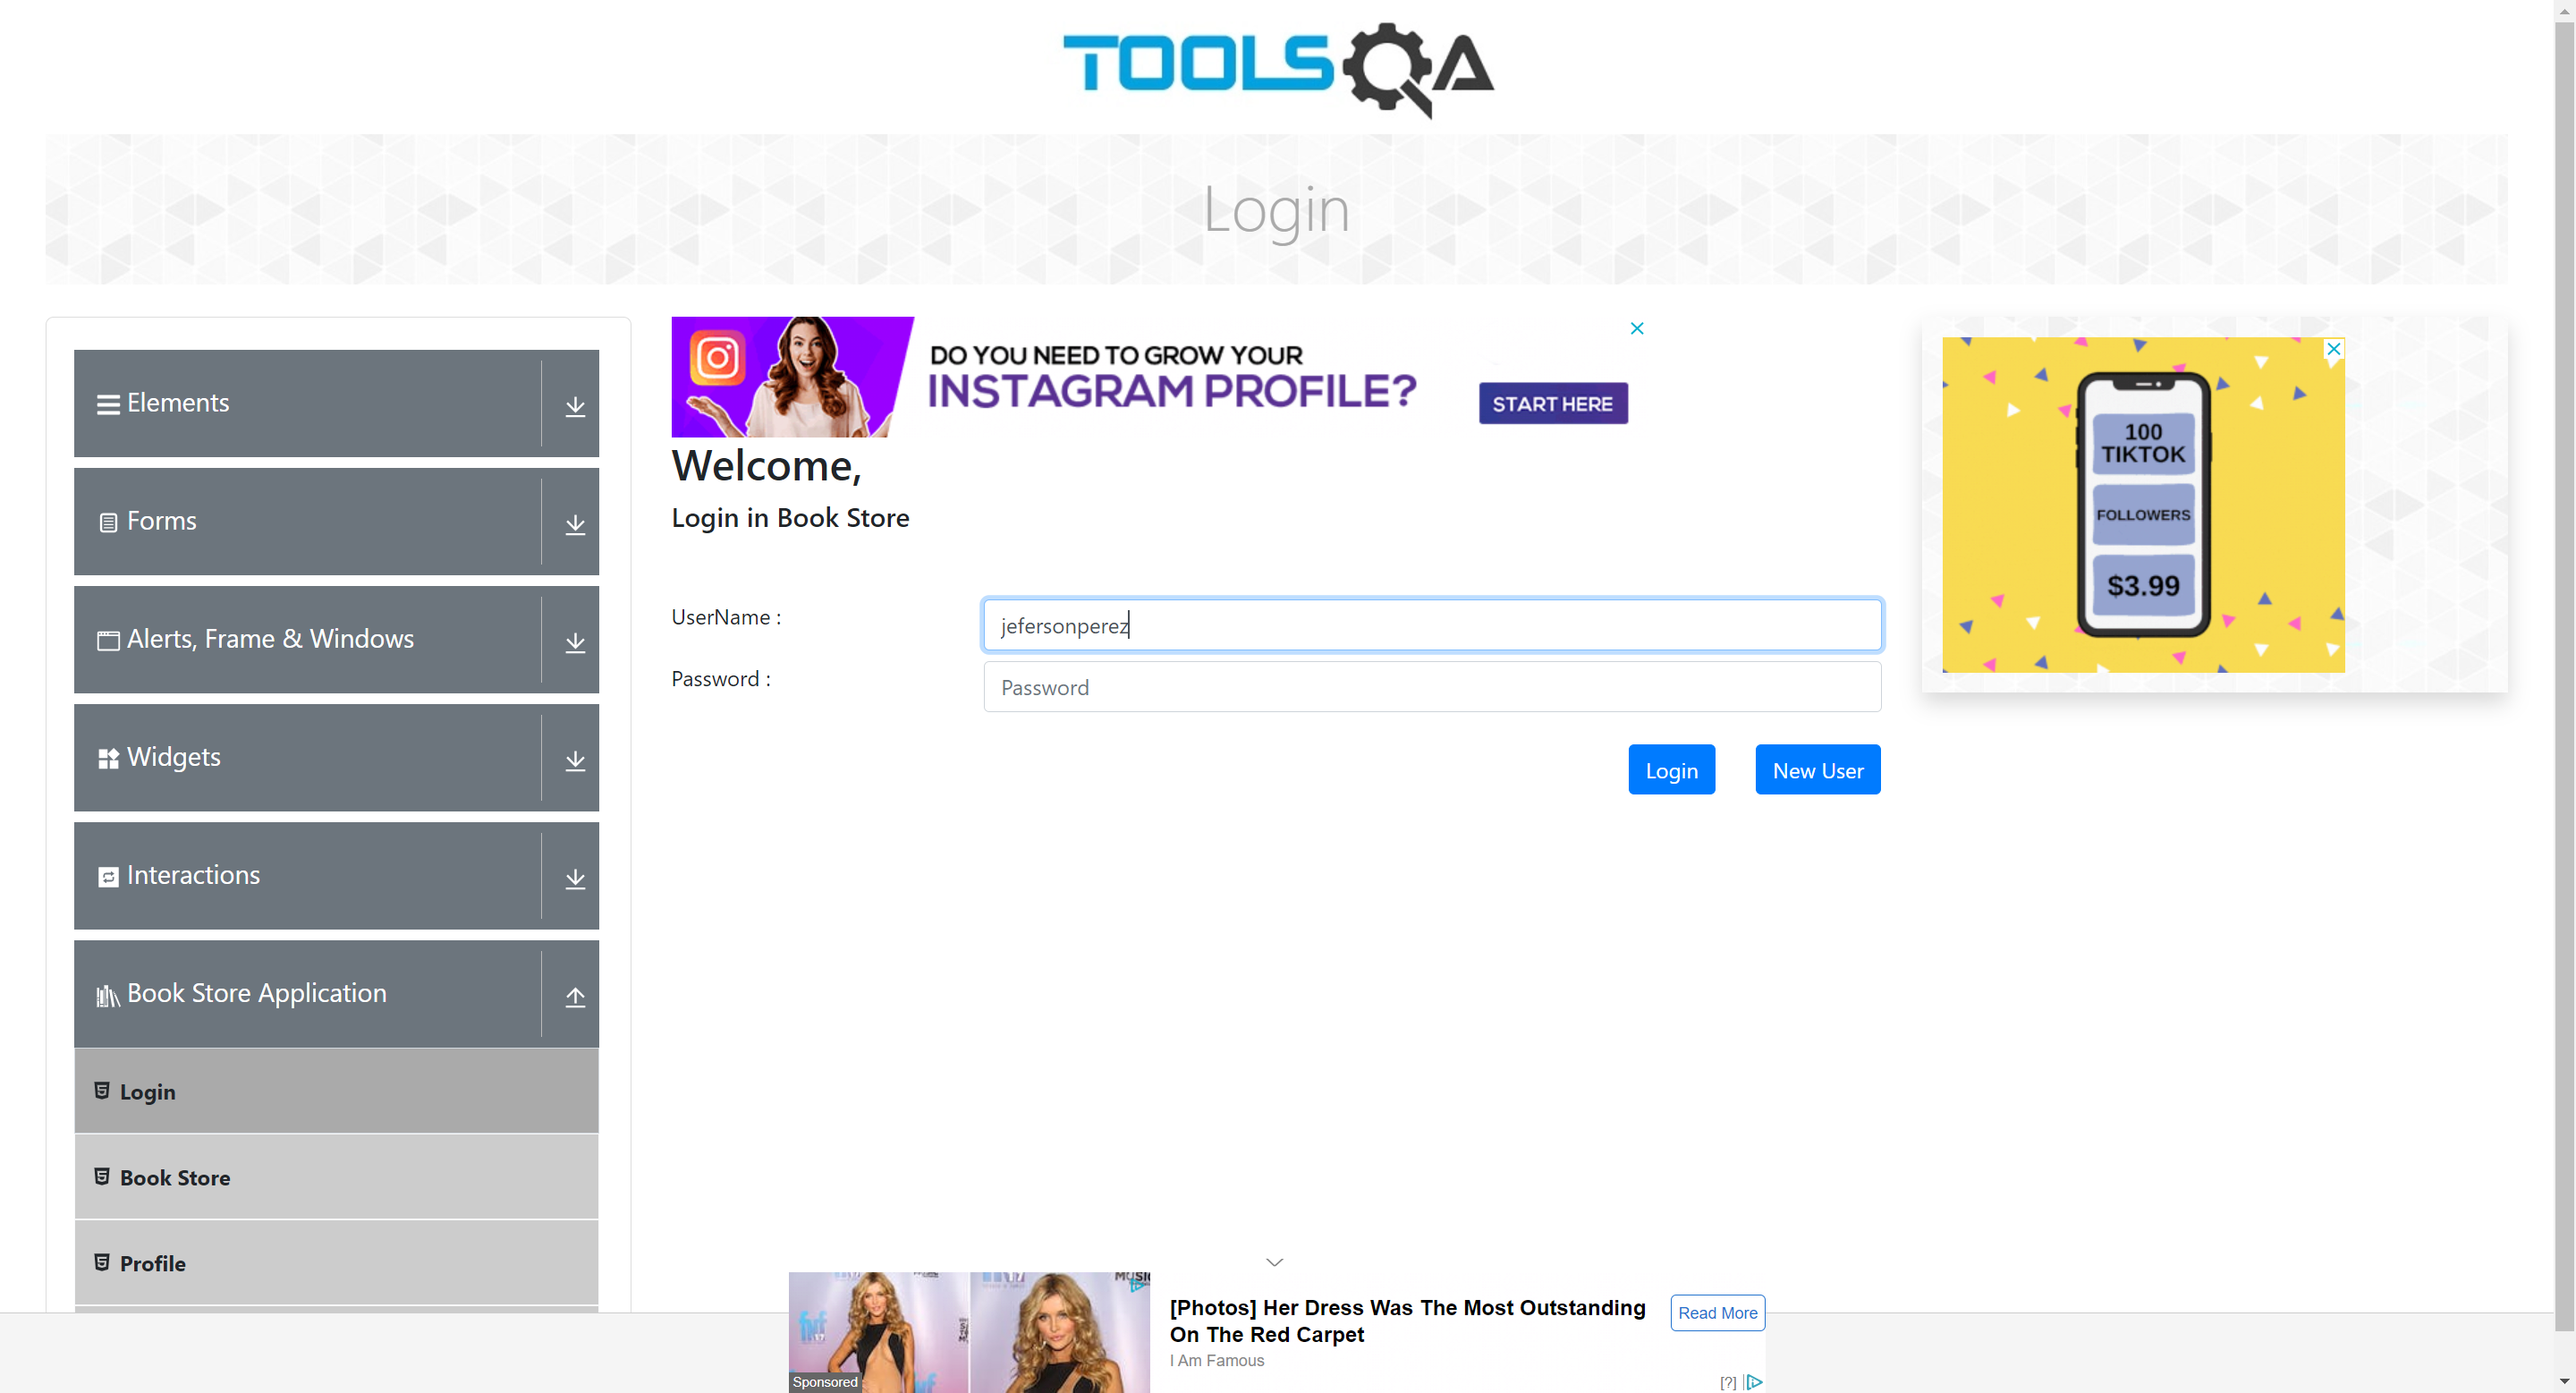 TOOLSQA
Login
Elements
Forms
Alerts, Frame & Windows
Widgets
Interactions
Book Store Application
Login
Book Store
Profile
DO YOU NEED TO GROW YOUR
INSTAGRAM PROFILE?
START HERE
Welcome,
Login in Book Store
UserName :
jefersonperez
Password :
Password
Login
New User
100
TIKTOK
FOLLOWERS
$3.99
Sponsored
[Photos] Her Dress Was The Most Outstanding
On The Red Carpet
I Am Famous
Read More
[?]